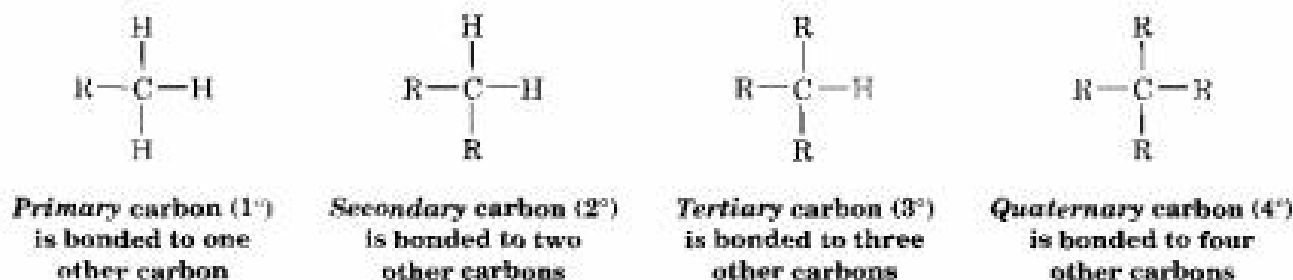 H H R R
R—C—H R—C—H R—C—H R—C—R
H R R R
Primary carbon (1°) Secondary carbon (2°) Tertiary carbon (3°) Quaternary carbon (4°)
is bonded to one is bonded to two is bonded to three is bonded to four
other carbon other carbons other carbons other carbons